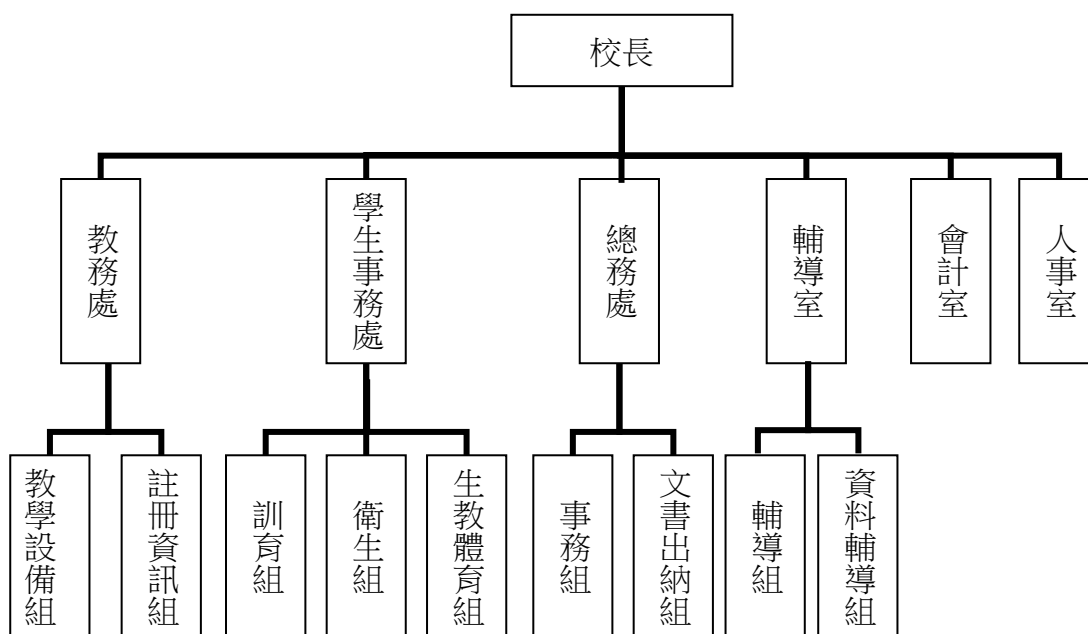 校長
教務處
學生事務處
總務處
輔導室
會計室
人事室
教學設備組
註冊資訊組
訓育組
衛生組
生教體育組
事務組
文書出納組
輔導組
資料輔導組